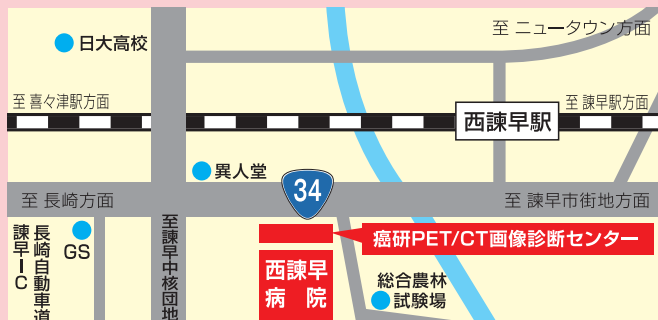 至 ニュータウン方面
日大高校
至 喜々津駅方面
至 諫早駅方面
西諫早駅
異人堂
34
至 長崎方面
至 諫早市街地方面
長崎自動車道
諫早IC
GS
至諫早中核団地
癌研PET/CT画像診断センター
西諫早
病 院
総合農林
試験場